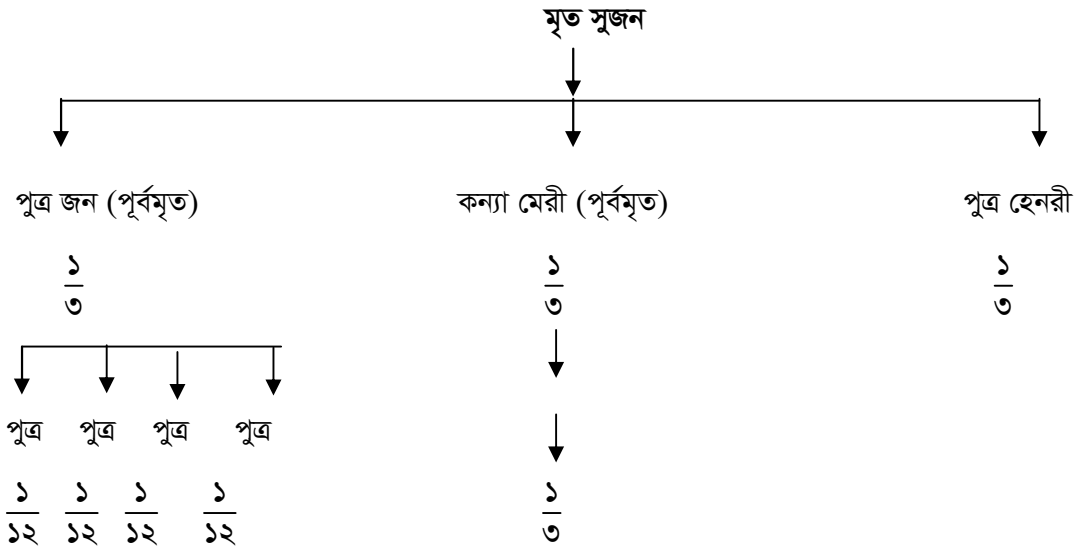 মৃত সুজন
পুত্র জন (পূর্বমৃত) কন্যা মেরী (পূর্বমৃত) পুত্র হেনরী
১/৩ ১/৩ ১/৩
পুত্র পুত্র পুত্র পুত্র
১/১২ ১/১২ ১/১২ ১/১২ ১/৩